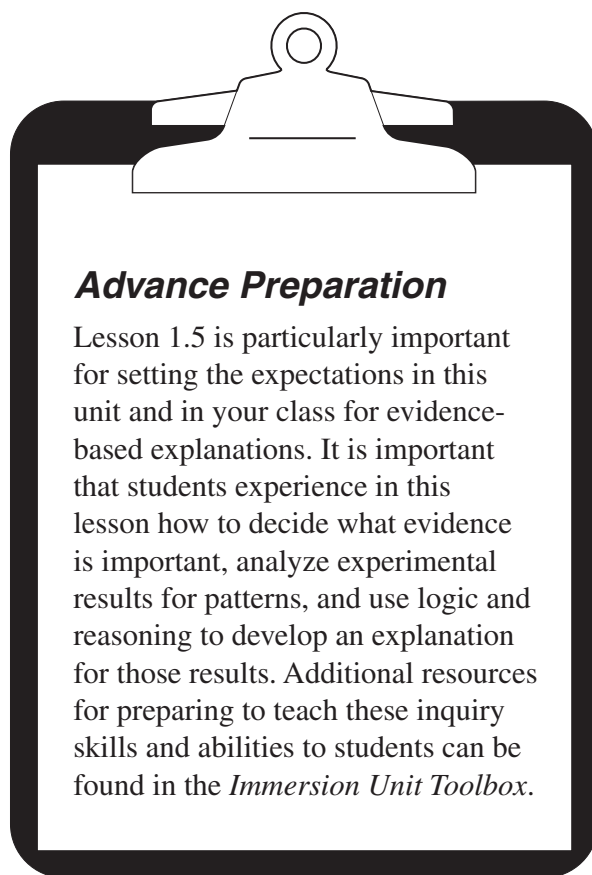 Advance Preparation
Lesson 1.5 is particularly important
for setting the expectations in this
unit and in your class for evidence-
based explanations. It is important
that students experience in this
lesson how to decide what evidence
is important, analyze experimental
results for patterns, and use logic and
reasoning to develop an explanation
for those results. Additional resources
for preparing to teach these inquiry
skills and abilities to students can be
found in the Immersion Unit Toolbox.